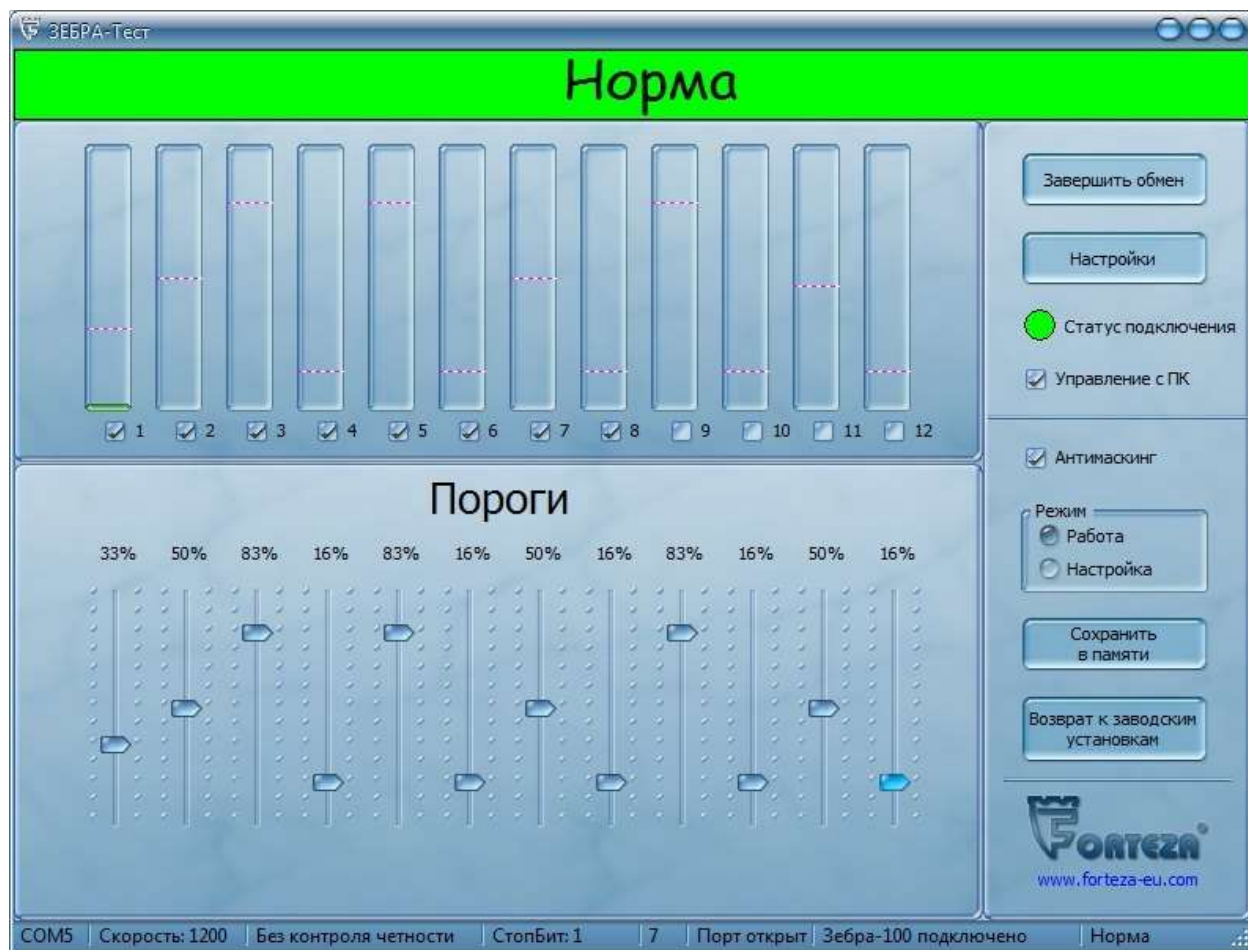 ЗЕБРА-Тест
Норма
1 2 3 4 5 6 7 8 9 10 11 12
Пороги
33% 50% 83% 16% 83% 16% 50% 16% 83% 16% 50% 16%
Завершить обмен
Настройки
Статус подключения
Управление с ПК
Антимаскинг
Режим
Работа
Настройка
Сохранить
в памяти
Возврат к заводским
установкам
FORTEZA®
www.forteza-eu.com
COM5 Скорость: 1200 Без контроля четности СтопБит: 1 7 Порт открыт Зебра-100 подключено Норма